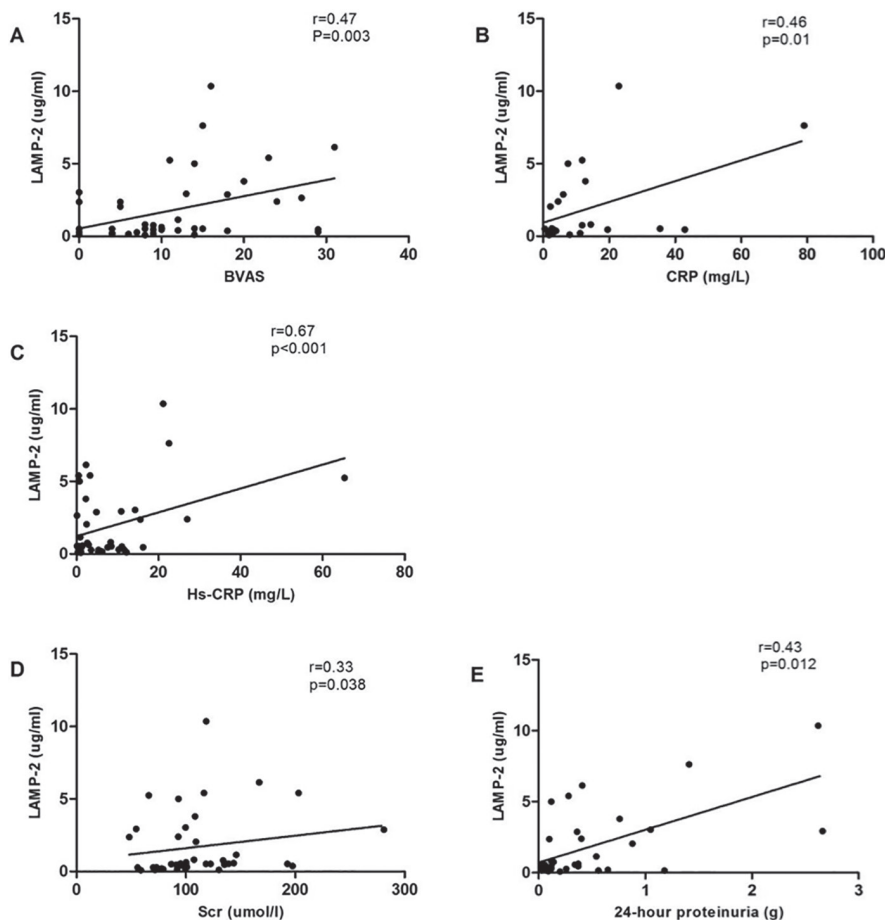 A
r=0.47
P=0.003
15
10
5
0
LAMP-2 (ug/ml)
0 10 20 30 40
BVAS
B
r=0.46
p=0.01
15
10
5
0
LAMP-2 (ug/ml)
0 20 40 60 80 100
CRP (mg/L)
C
r=0.67
p<0.001
15
10
5
0
LAMP-2 (ug/ml)
0 20 40 60 80
Hs-CRP (mg/L)
D
r=0.33
p=0.038
15
10
5
0
LAMP-2 (ug/ml)
0 100 200 300
Scr (umol/l)
E
r=0.43
p=0.012
15
10
5
0
LAMP-2 (ug/ml)
0 1 2 3
24-hour proteinuria (g)